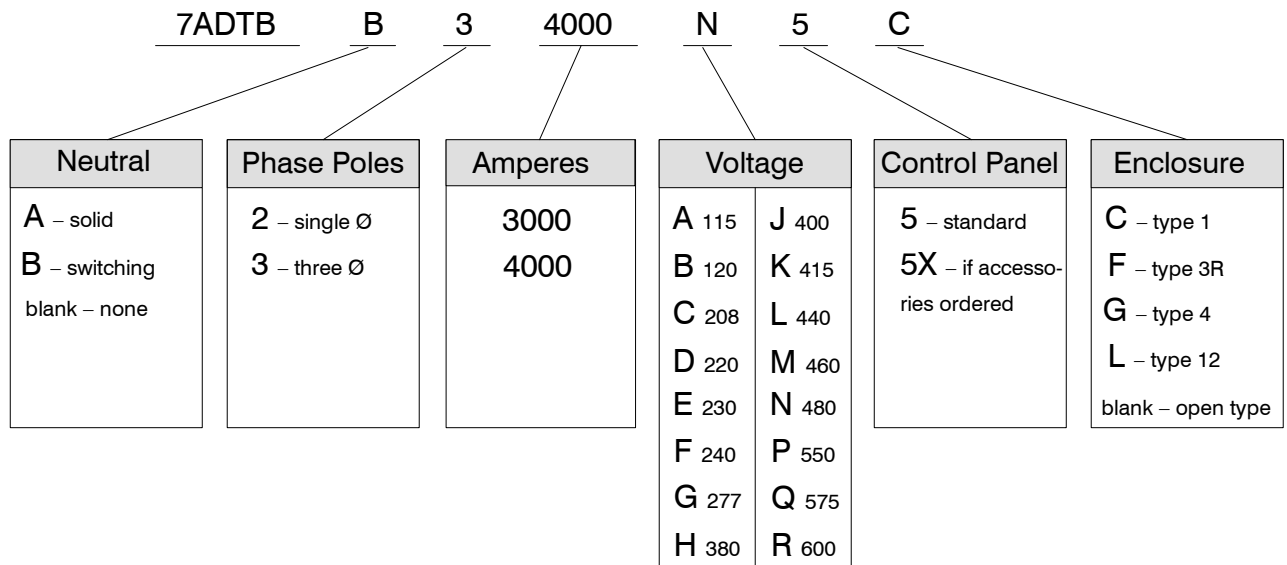 7ADTB B 3 4000 N 5 C
Neutral
A – solid
B – switching
blank – none
Phase Poles
2 – single Ø
3 – three Ø
Amperes
3000
4000
Voltage
A 115
B 120
C 208
D 220
E 230
F 240
G 277
H 380
J 400
K 415
L 440
M 460
N 480
P 550
Q 575
R 600
Control Panel
5 – standard
5X – if accesso-
ries ordered
Enclosure
C – type 1
F – type 3R
G – type 4
L – type 12
blank – open type